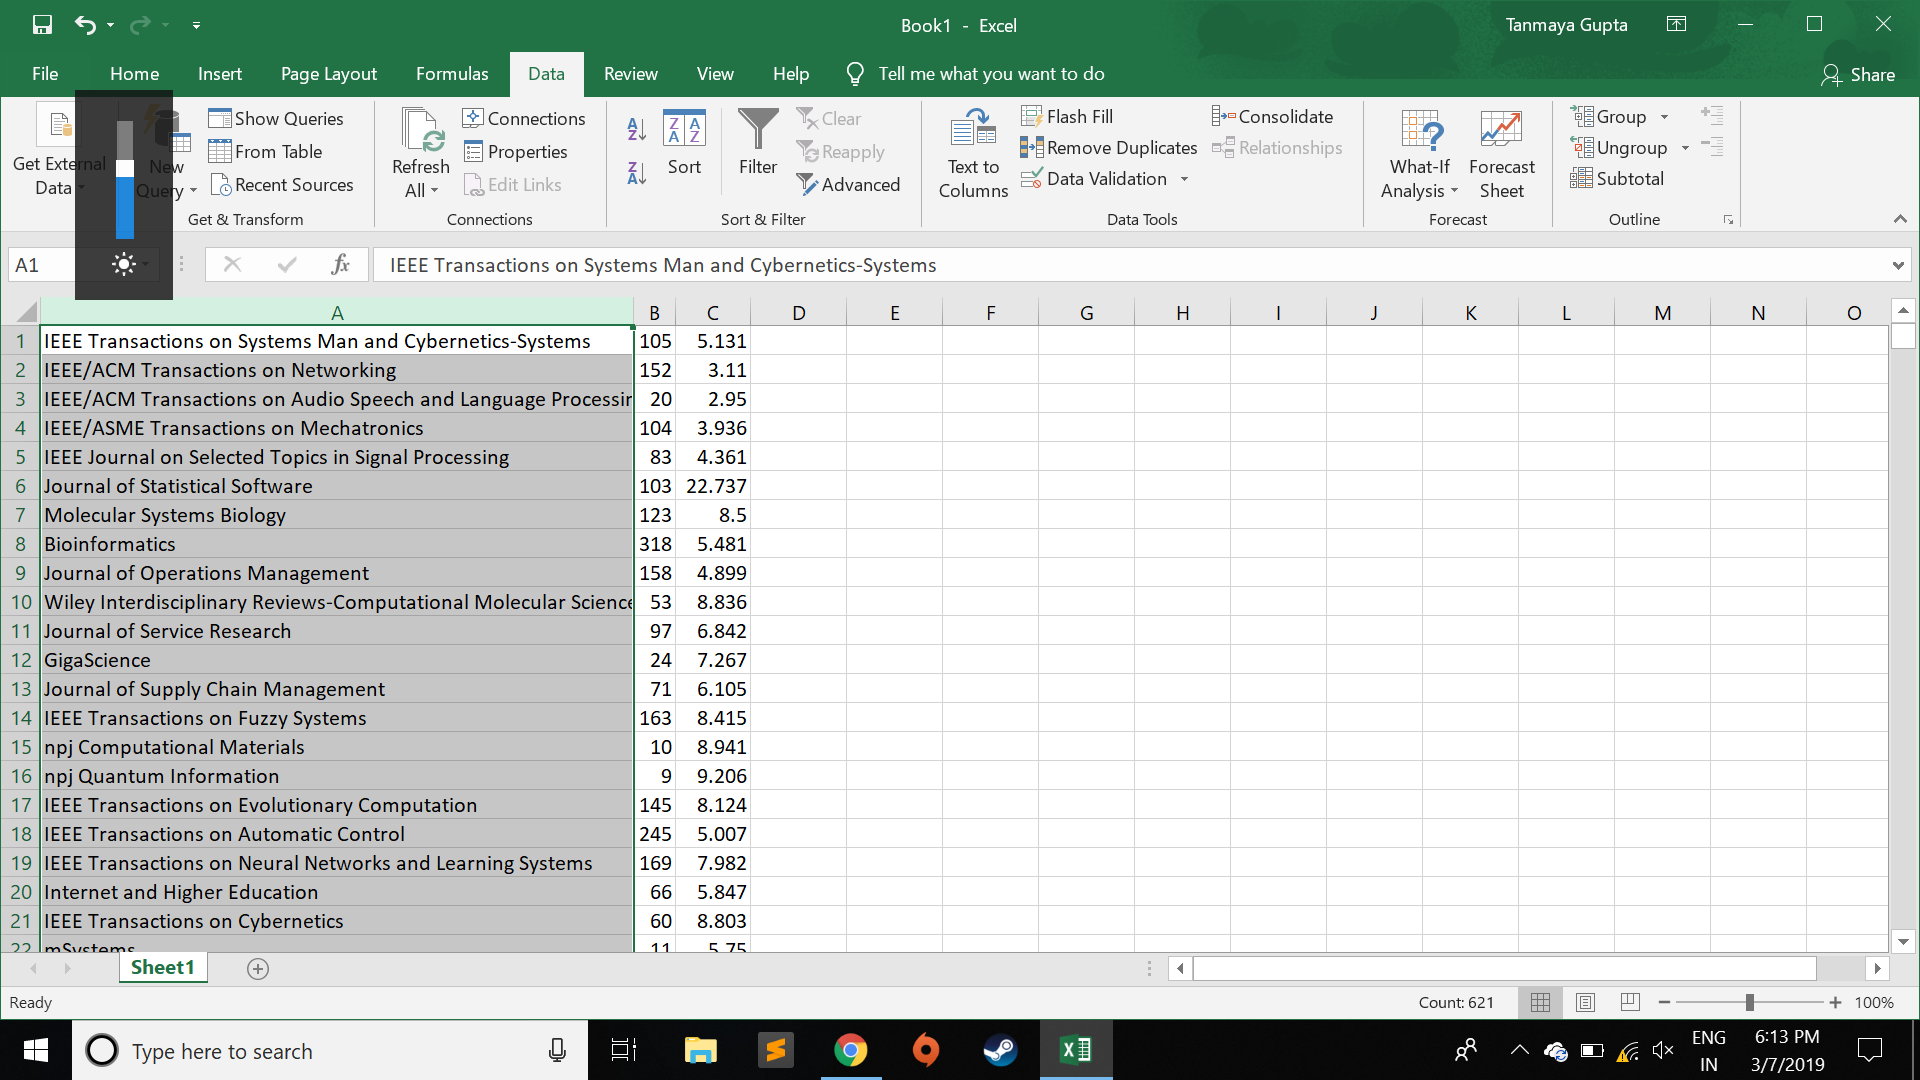 Book1 - Excel
Tanmaya Gupta
File Home Insert Page Layout Formulas Data Review View Help Tell me what you want to do
Share
Get External Data
New Query
Show Queries
From Table
Recent Sources
Get & Transform
Refresh All
Connections
Properties
Edit Links
Connections
Sort
Filter
Clear
Reapply
Advanced
Sort & Filter
Text to Columns
Flash Fill
Remove Duplicates
Data Validation
Consolidate
Relationships
Data Tools
What-If Analysis
Forecast Sheet
Forecast
Group
Ungroup
Subtotal
Outline
A1
fx
IEEE Transactions on Systems Man and Cybernetics-Systems
A B C D E F G H I J K L M N O
1 IEEE Transactions on Systems Man and Cybernetics-Systems 105 5.131
2 IEEE/ACM Transactions on Networking 152 3.11
3 IEEE/ACM Transactions on Audio Speech and Language Processin 20 2.95
4 IEEE/ASME Transactions on Mechatronics 104 3.936
5 IEEE Journal on Selected Topics in Signal Processing 83 4.361
6 Journal of Statistical Software 103 22.737
7 Molecular Systems Biology 123 8.5
8 Bioinformatics 318 5.481
9 Journal of Operations Management 158 4.899
10 Wiley Interdisciplinary Reviews-Computational Molecular Science 53 8.836
11 Journal of Service Research 97 6.842
12 GigaScience 24 7.267
13 Journal of Supply Chain Management 71 6.105
14 IEEE Transactions on Fuzzy Systems 163 8.415
15 npj Computational Materials 10 8.941
16 npj Quantum Information 9 9.206
17 IEEE Transactions on Evolutionary Computation 145 8.124
18 IEEE Transactions on Automatic Control 245 5.007
19 IEEE Transactions on Neural Networks and Learning Systems 169 7.982
20 Internet and Higher Education 66 5.847
21 IEEE Transactions on Cybernetics 60 8.803
22 mSystems 11 5.75
Sheet1
Ready
Count: 621
100%
Type here to search
ENG
IN
6:13 PM
3/7/2019